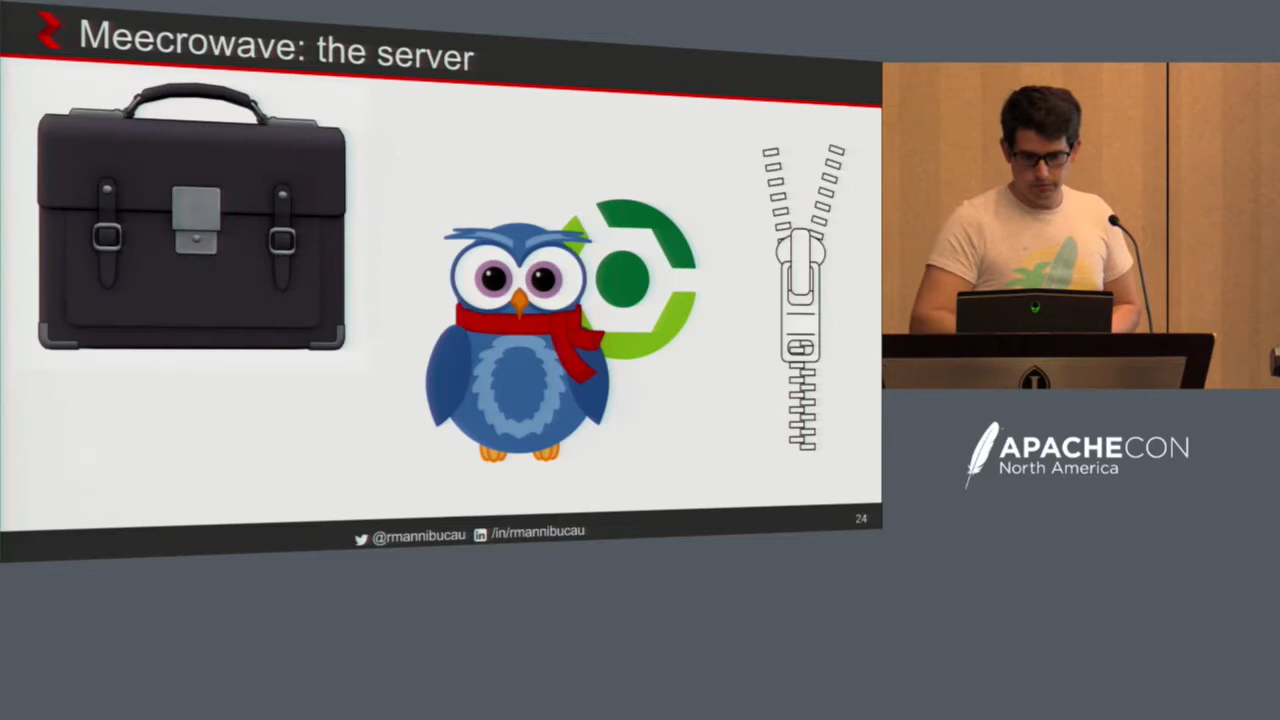 Meecrowave: the server
@rmannibucau /in/rmannibucau
24
APACHECON
North America